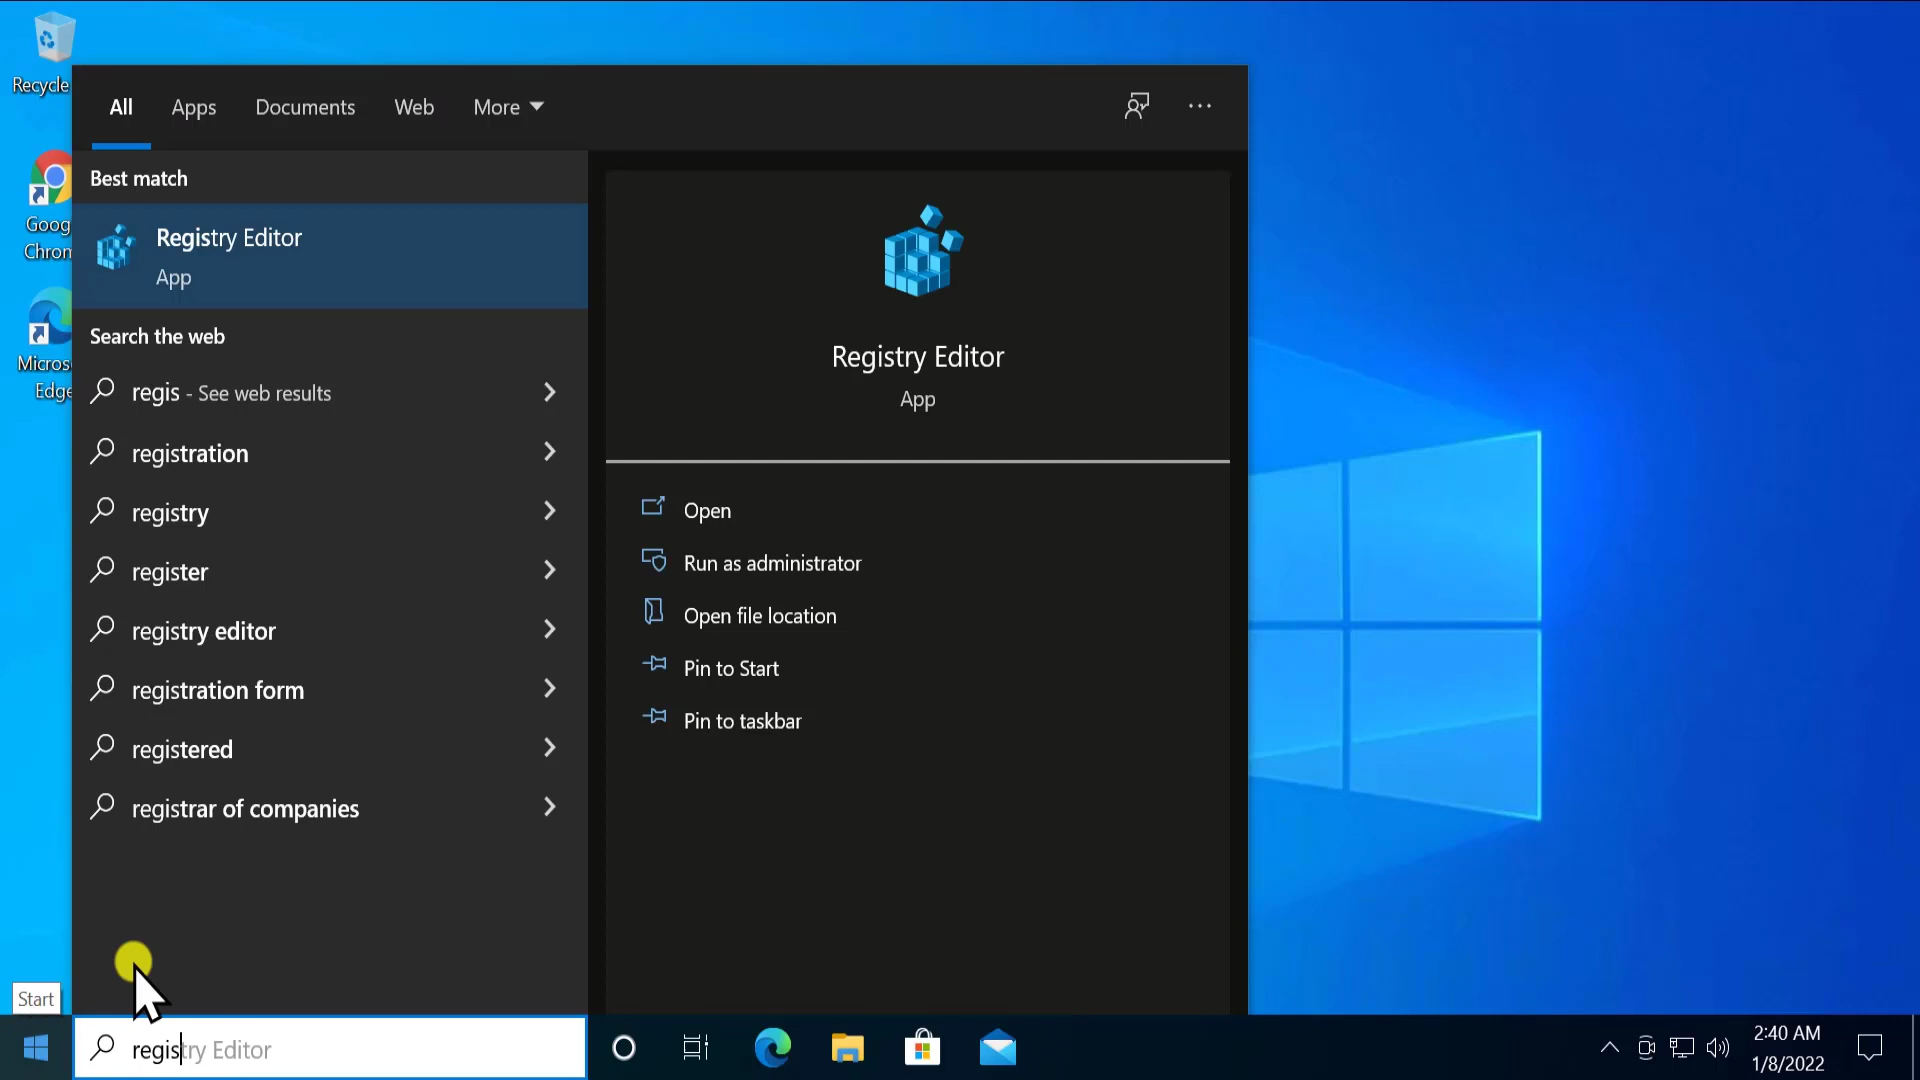 Recycle
Goog
Chrom
Micros
Edge
All Apps Documents Web More
Best match
Registry Editor
App
Search the web
regis - See web results
registration
registry
register
registry editor
registration form
registered
registrar of companies
Registry Editor
App
Open
Run as administrator
Open file location
Pin to Start
Pin to taskbar
Start
registry Editor
2:40 AM
1/8/2022